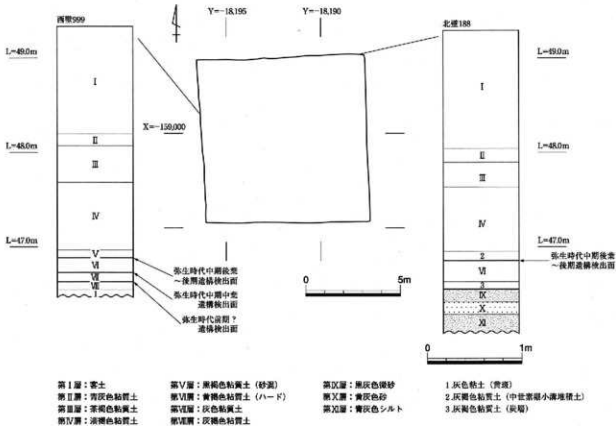 西壁999
Y=-18,195
Y=-18,190
北壁188
L=49.0m
L=49.0m
I
I
X=-159,000
L=48.0m
L=48.0m
II
II
III
III
IV
IV
L=47.0m
L=47.0m
V
VI
VII
VIII
1
弥生時代中期後葉
~後期遺構検出面
弥生時代中期中葉
遺構検出面
弥生時代前期?
遺構検出面
2
VI
3
IX
X
XI
弥生時代中期後葉
~後期遺構検出面
0
5m
0
1m
第I層:客土
第II層:青灰色粘質土
第III層:茶褐色粘質土
第IV層:淡褐色粘質土
第V層:黒褐色粘質土(砂混)
第VI層:黄褐色粘質土(ハード)
第VII層:灰色粘質土
第VIII層:灰褐色粘質土
第IX層:黒灰色微砂
第X層:黄灰色砂
第XI層:青灰色シルト
1.灰色粘土
2.灰褐色粘質土(中世素掘小溝堆積土)
3.灰褐色粘質土